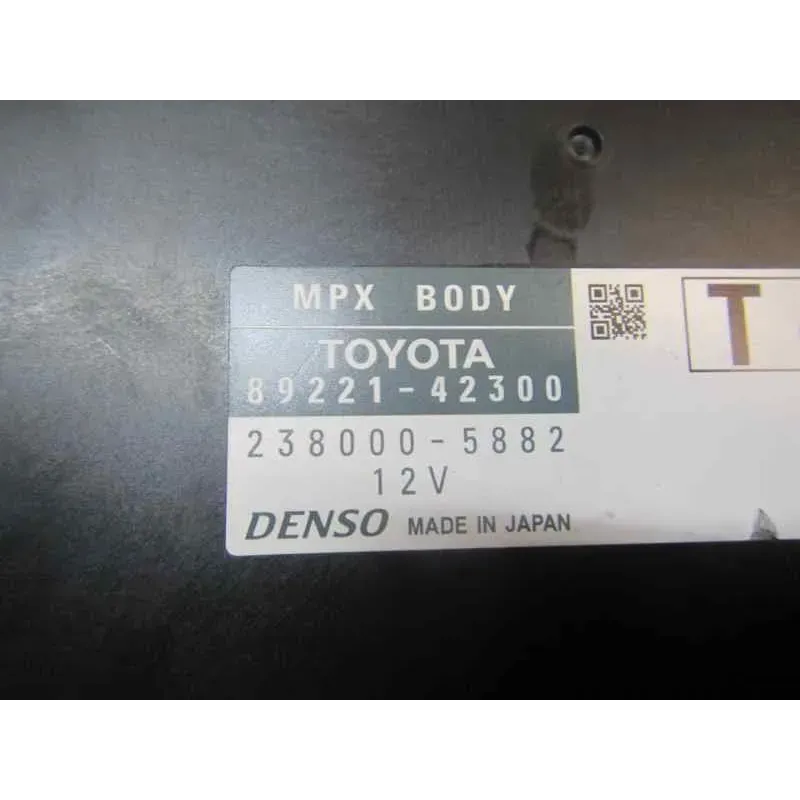 MPX BODY
TOYOTA
89221-42300
238000-5882
12V
DENSO MADE IN JAPAN
T